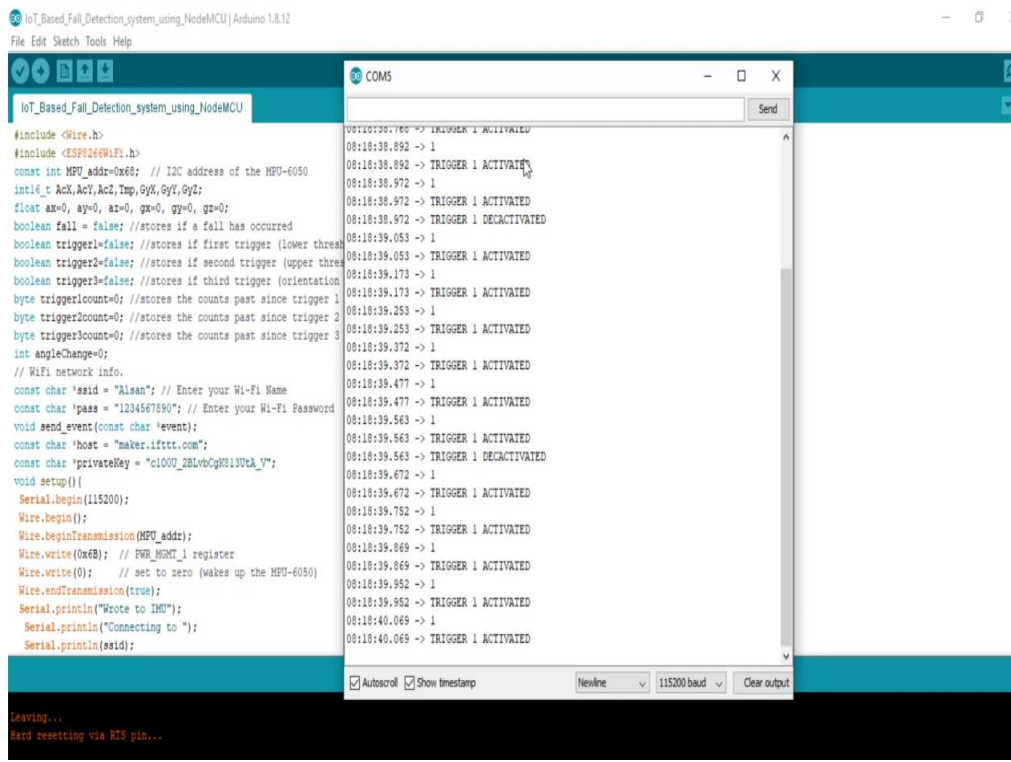 IoT_Based_Fall_Detection_system_using_NodeMCU | Arduino 1.8.12
File Edit Sketch Tools Help
IoT_Based_Fall_Detection_system_using_NodeMCU
#include <Wire.h>
#include <ESP8266WiFi.h>
const int MPU_addr=0x68; // I2C address of the MPU-6050
int16_t AcX,AcY,AcZ,Tmp,GyX,GyY,GyZ;
float ax=0, ay=0, az=0, gx=0, gy=0, gz=0;
boolean fall = false; //stores if a fall has occurred
boolean trigger1=false; //stores if first trigger (lower thresh
boolean trigger2=false; //stores if second trigger (upper thres
boolean trigger3=false; //stores if third trigger (orientation
byte trigger1count=0; //stores the counts past since trigger 1
byte trigger2count=0; //stores the counts past since trigger 2
byte trigger3count=0; //stores the counts past since trigger 3
int angleChange=0;
// WiFi network info.
const char *ssid = "Alsan"; // Enter your Wi-Fi Name
const char *pass = "1234567890"; // Enter your Wi-Fi Password
void send_event(const char *event);
const char *host = "maker.ifttt.com";
const char *privateKey =
void setup(){
Serial.begin(115200);
Wire.begin();
Wire.beginTransmission(MPU_addr);
Wire.write(0x6B); // PWR_MGMT_1 register
Wire.write(0); // set to zero (wakes up the MPU-6050)
Wire.endTransmission(true);
Serial.println("Wrote to IMU");
Serial.println("Connecting to ");
Serial.println(ssid);
COM5
Send
08:18:38.768 -> TRIGGER 1 ACTIVATED
08:18:38.892 -> 1
08:18:38.892 -> TRIGGER 1 ACTIVATED
08:18:38.972 -> 1
08:18:38.972 -> TRIGGER 1 ACTIVATED
08:18:38.972 -> TRIGGER 1 DECACTIVATED
08:18:39.053 -> 1
08:18:39.053 -> TRIGGER 1 ACTIVATED
08:18:39.173 -> 1
08:18:39.173 -> TRIGGER 1 ACTIVATED
08:18:39.253 -> 1
08:18:39.253 -> TRIGGER 1 ACTIVATED
08:18:39.372 -> 1
08:18:39.372 -> TRIGGER 1 ACTIVATED
08:18:39.477 -> 1
08:18:39.477 -> TRIGGER 1 ACTIVATED
08:18:39.563 -> 1
08:18:39.563 -> TRIGGER 1 ACTIVATED
08:18:39.563 -> TRIGGER 1 DECACTIVATED
08:18:39.672 -> 1
08:18:39.672 -> TRIGGER 1 ACTIVATED
08:18:39.752 -> 1
08:18:39.752 -> TRIGGER 1 ACTIVATED
08:18:39.869 -> 1
08:18:39.869 -> TRIGGER 1 ACTIVATED
08:18:39.952 -> 1
08:18:39.952 -> TRIGGER 1 ACTIVATED
08:18:40.069 -> 1
08:18:40.069 -> TRIGGER 1 ACTIVATED
Autoscroll Show timestamp Newline 115200 baud Clear output
Leaving...
Hard resetting via RTS pin...